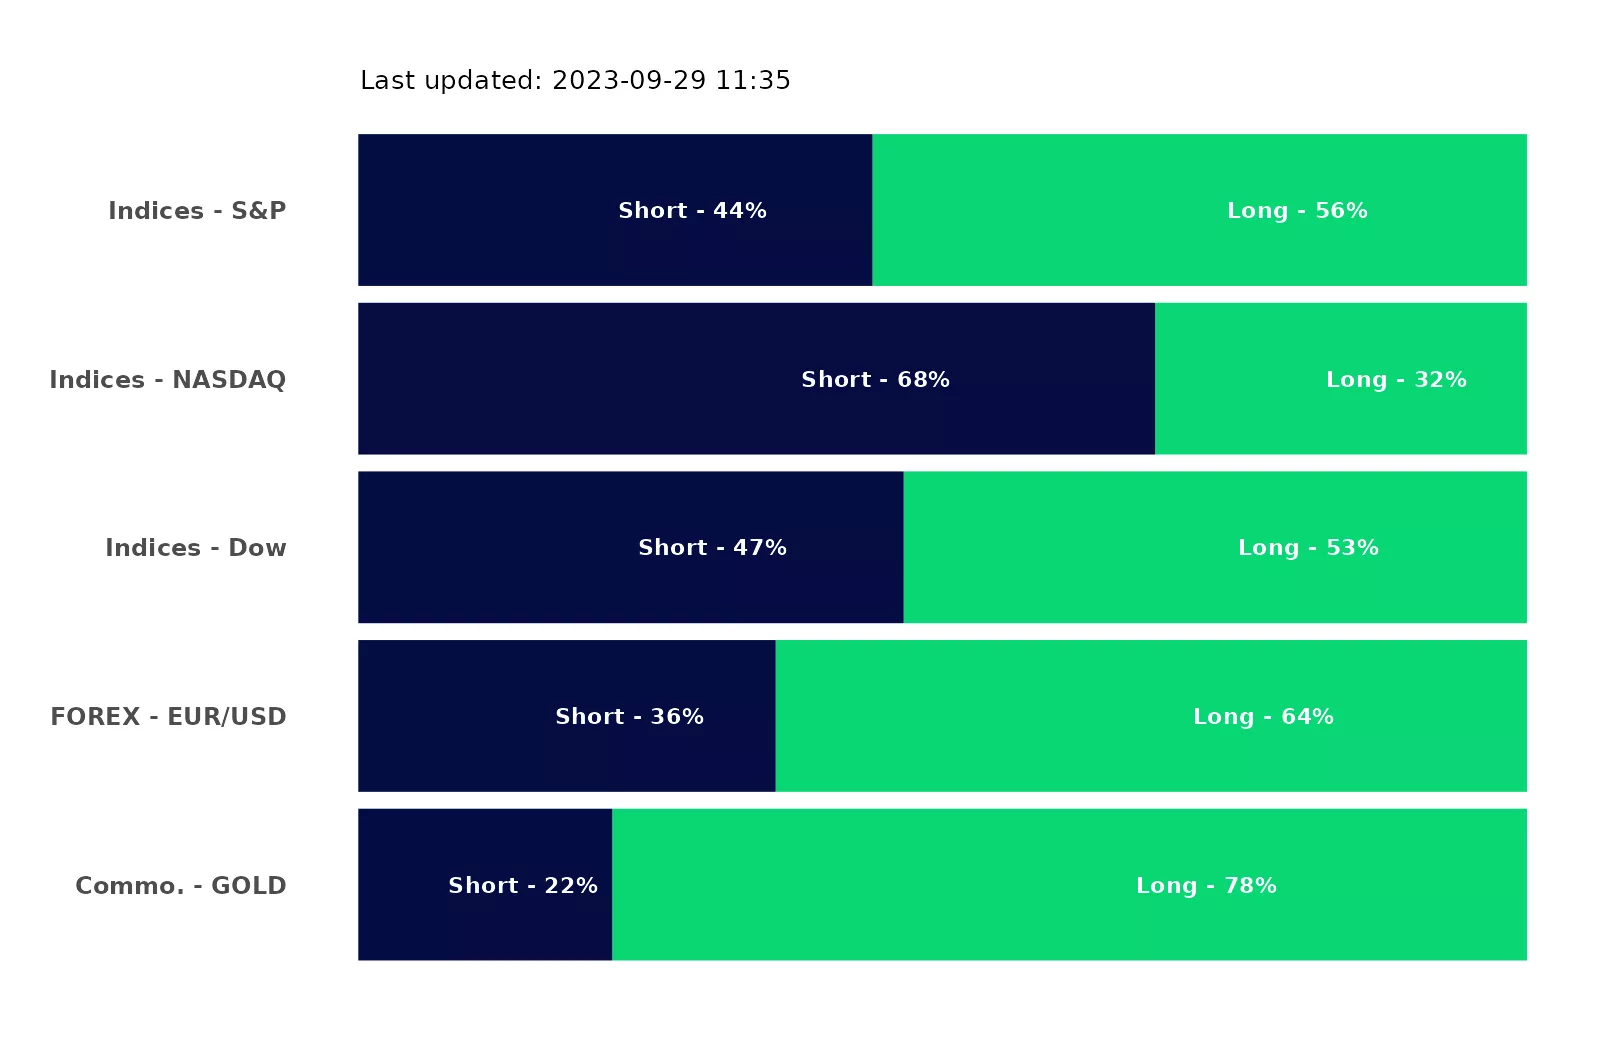 Last updated: 2023-09-29 11:35
Indices - S&P Short - 44% Long - 56%
Indices - NASDAQ Short - 68% Long - 32%
Indices - Dow Short - 47% Long - 53%
FOREX - EUR/USD Short - 36% Long - 64%
Commo. - GOLD Short - 22% Long - 78%